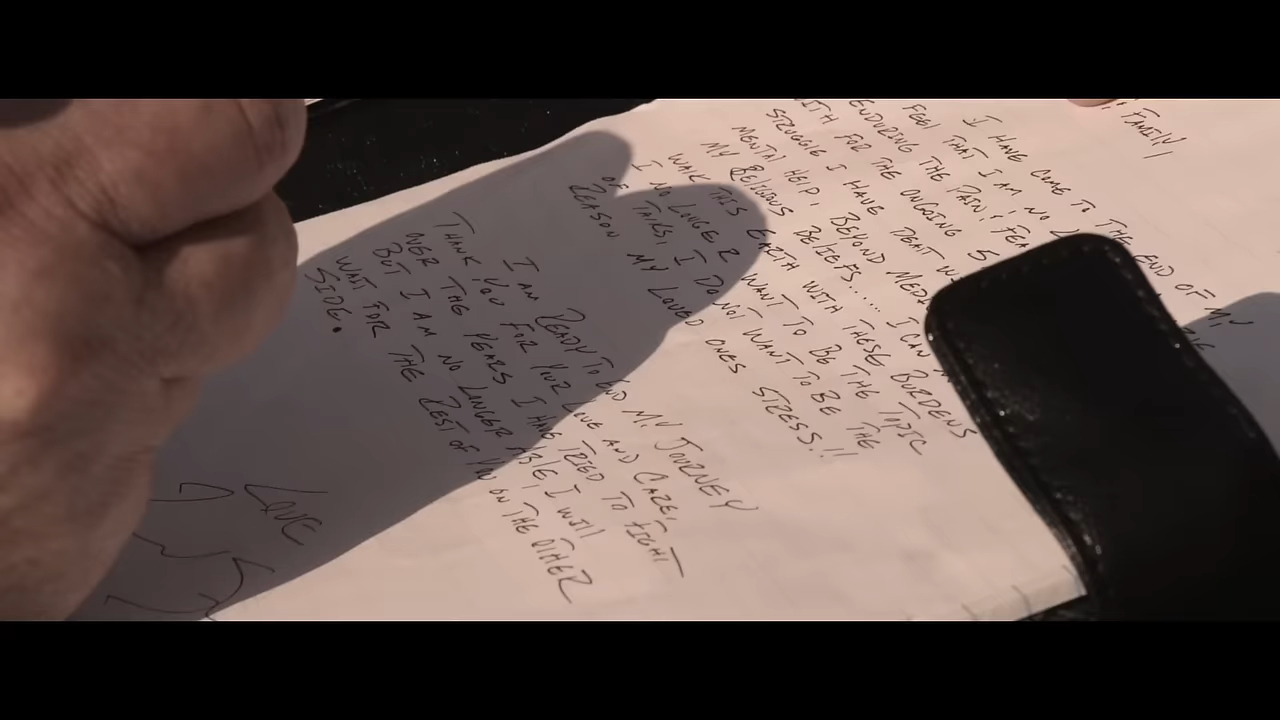 FAMILY,
I HAVE COME TO THE END OF MY
FEEL THAT I AM NO
ENDURING THE PAIN,
FOR THE ONGOING
STRUGGLE I HAVE DEAT
MENTAL HELP, BEYOND
MY RELIGOUS BELIEFS..... I CAN
WALK THIS EARTH WITH THESE BURDENS
I NO LONGER WANT TO BE THE TOPIC
OF TALKS, I DO NOT WANT TO BE THE
REASON MY LOVED ONES STRESS!!
I AM READY TO END MY JOURNEY
THANK YOU FOR YOUR LOVE AND CARE,
OVER THE YEARS I HAVE TRIED TO FIGHT
BUT I AM NO LONGER ABLE, I WILL
WAIT FOR THE REST OF YOU ON THE OTHER
SIDE.
LOVE